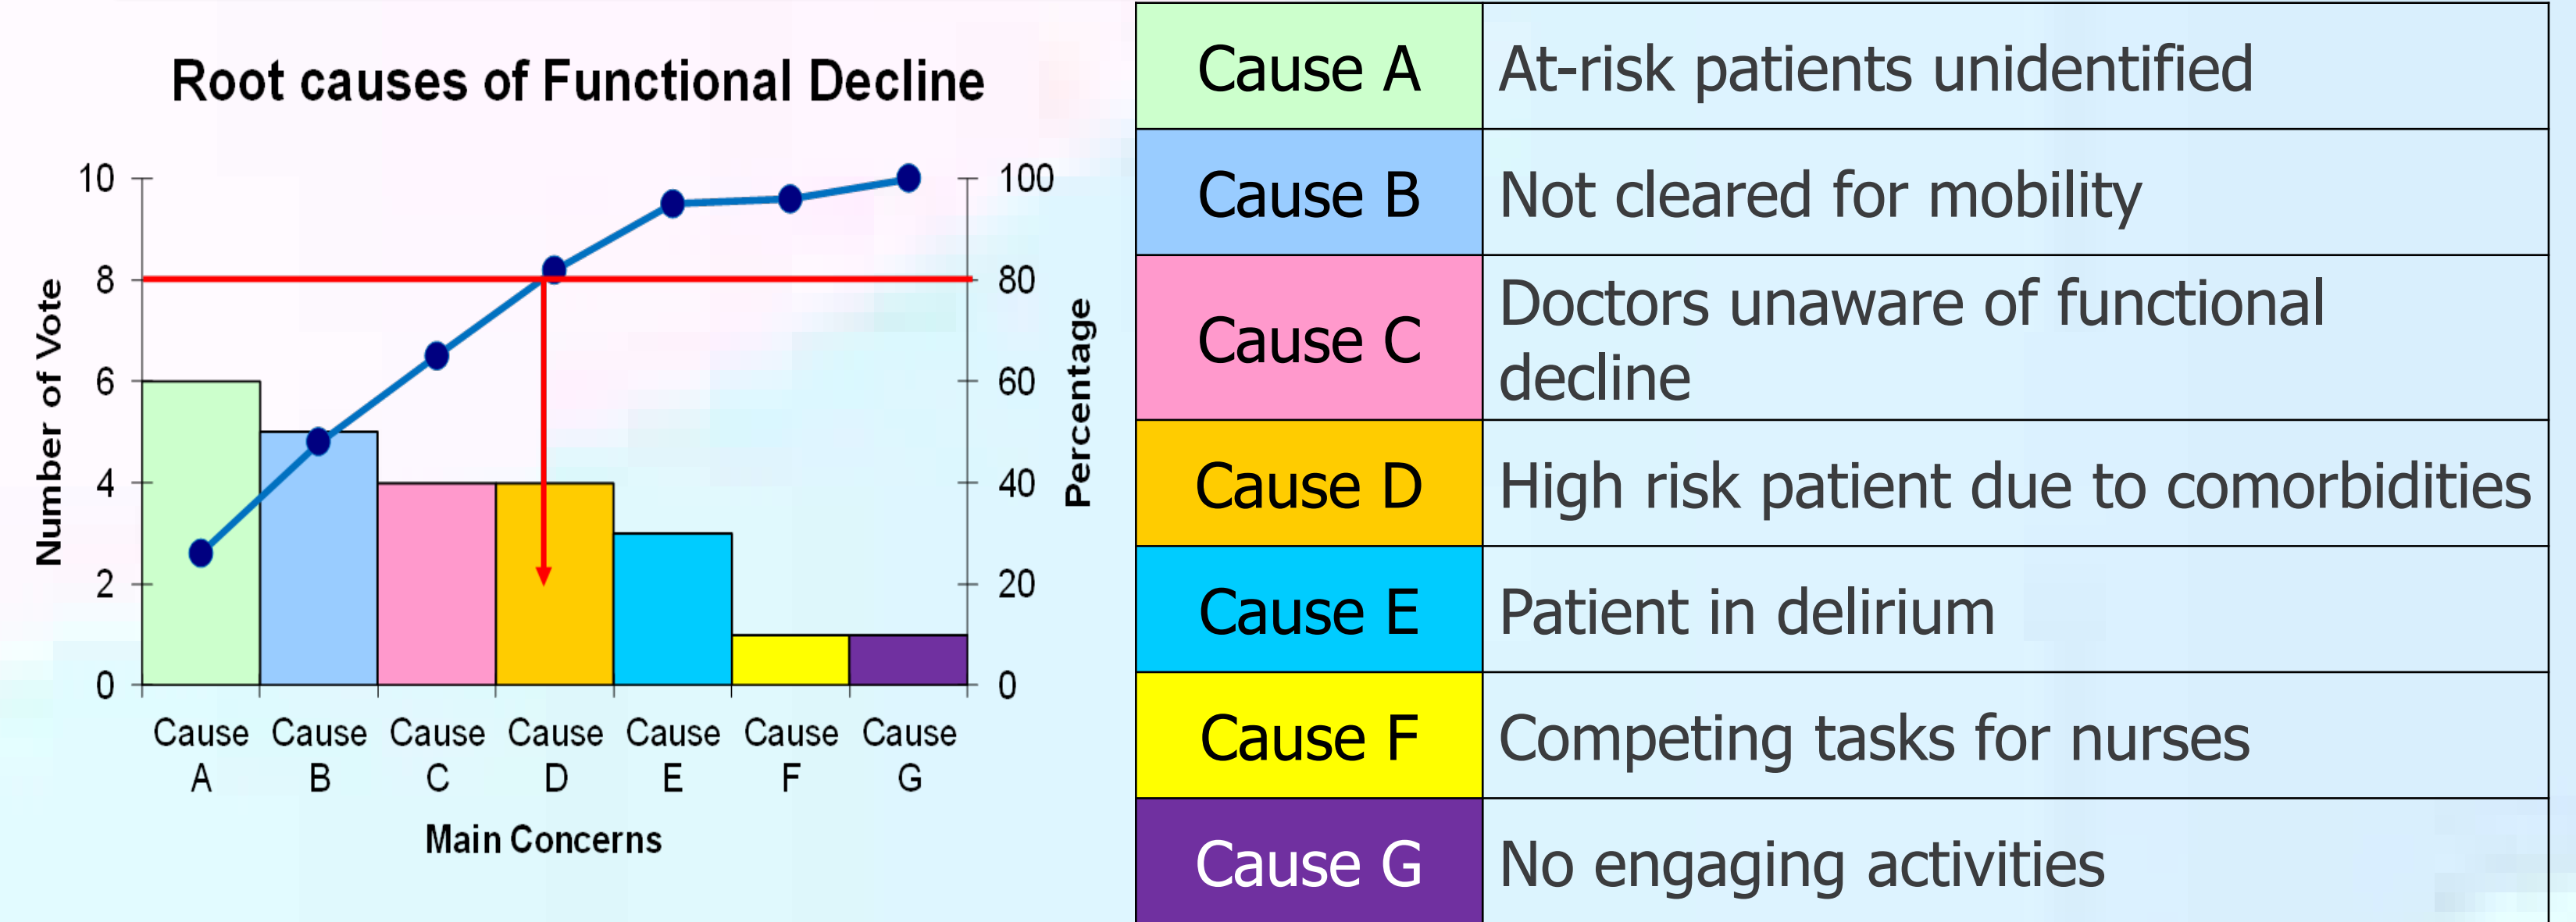 Root causes of Functional Decline
Number of Vote
10
8
6
4
2
0
100
80
60
40
20
0
Percentage
Cause Cause Cause Cause Cause Cause Cause
A B C D E F G
Main Concerns
Cause A At-risk patients unidentified
Cause B Not cleared for mobility
Cause C Doctors unaware of functional
decline
Cause D High risk patient due to comorbidities
Cause E Patient in delirium
Cause F Competing tasks for nurses
Cause G No engaging activities